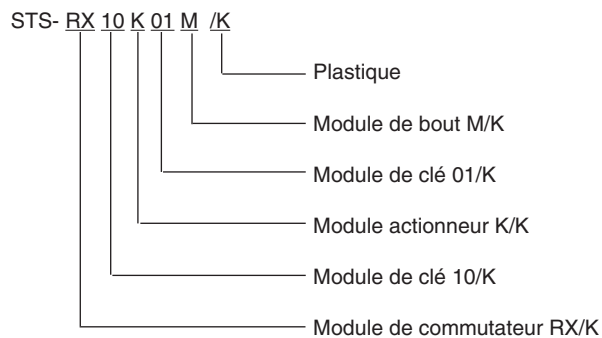 STS- RX 10 K 01 M /K
Plastique
Module de bout M/K
Module de clé 01/K
Module actionneur K/K
Module de clé 10/K
Module de commutateur RX/K